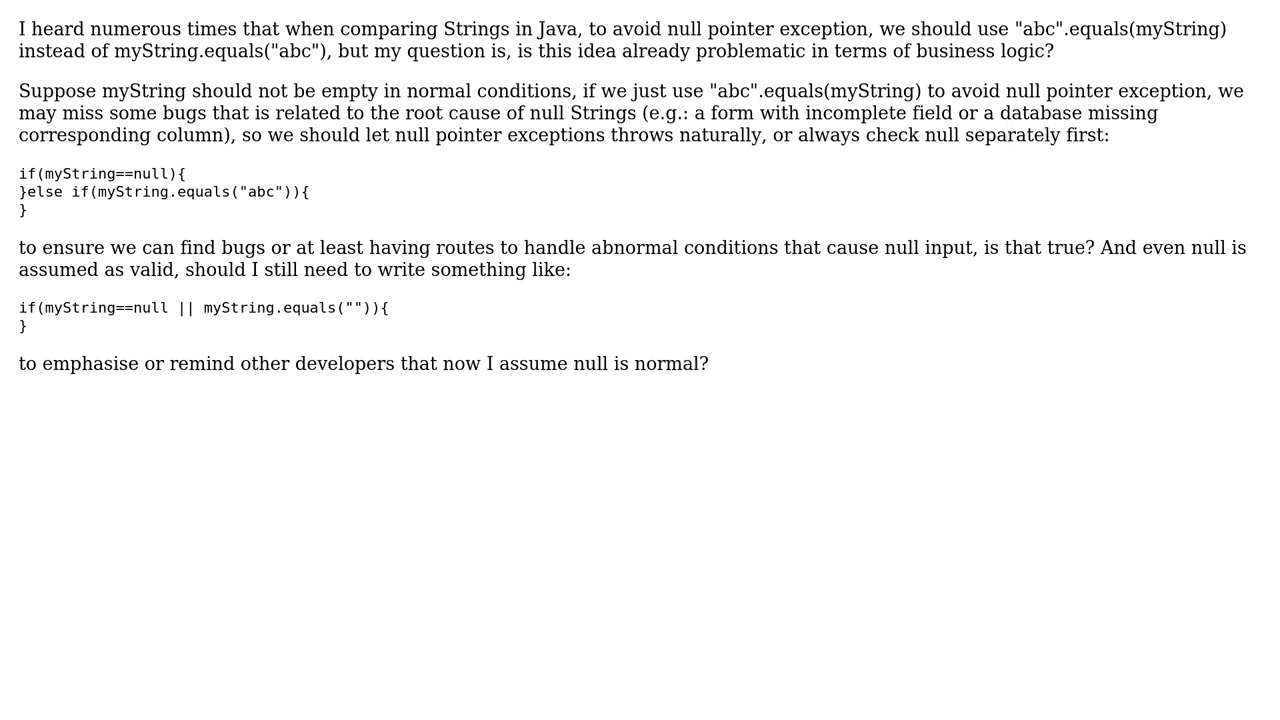 I heard numerous times that when comparing Strings in Java, to avoid null pointer exception, we should use "abc".equals(myString)
instead of myString.equals("abc"), but my question is, is this idea already problematic in terms of business logic?
Suppose myString should not be empty in normal conditions, if we just use "abc".equals(myString) to avoid null pointer exception, we
may miss some bugs that is related to the root cause of null Strings (e.g.: a form with incomplete field or a database missing
corresponding column), so we should let null pointer exceptions throws naturally, or always check null separately first:
if(myString==null){
}else if(myString.equals("abc")){
}
to ensure we can find bugs or at least having routes to handle abnormal conditions that cause null input, is that true? And even null is
assumed as valid, should I still need to write something like:
if(myString==null || myString.equals("")){
}
to emphasise or remind other developers that now I assume null is normal?